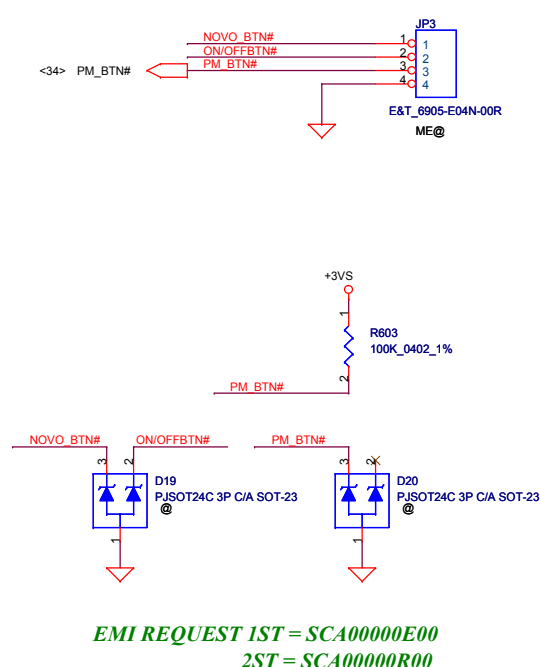 JP3
NOVO_BTN#
ON/OFFBTN#
<34> PM_BTN#
PM_BTN#
1 1
2 2
3 3
4 4
E&T_6905-E04N-00R
ME@
+3VS
1
R603
100K_0402_1%
2
PM_BTN#
NOVO_BTN#
ON/OFFBTN#
PM_BTN#
3
2
3
2
D19
PJSOT24C 3P C/A SOT-23
@
D20
PJSOT24C 3P C/A SOT-23
@
1
1
EMI REQUEST 1ST = SCA00000E00
2ST = SCA00000R00